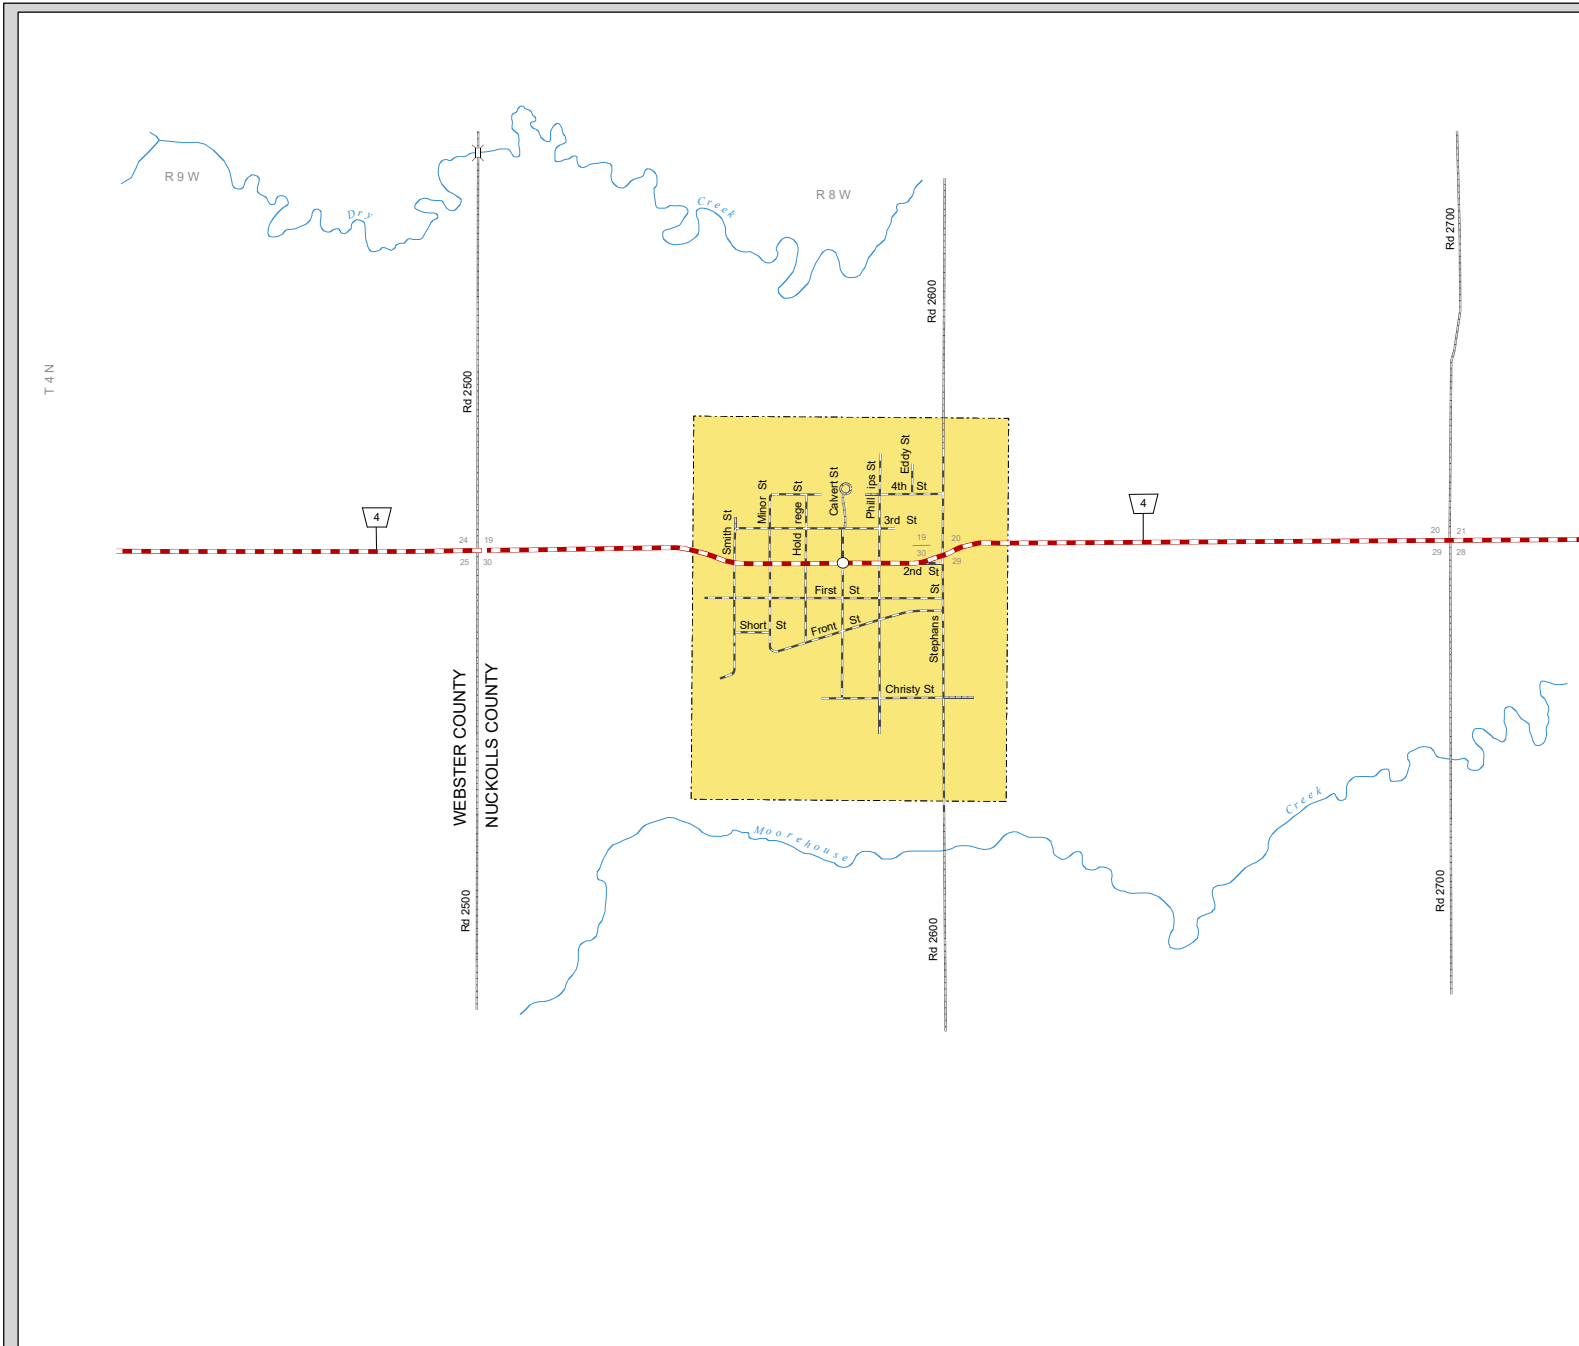 R 9 W
Dry
Creek
R 8 W
Rd 2700
Rd 2600
T 4 N
Rd 2500
Eddy St
Phillips St
Calvert St
Minor St
Holdrege St
Smith St
4th St
3rd St
4
4
24 19
25 30
19 20
30 29
20 21
29 28
2nd St
First St
Short St
Front St
Stephans St
Christy St
WEBSTER COUNTY
NUCKOLLS COUNTY
Moorehouse
Creek
Rd 2500
Rd 2600
Rd 2700